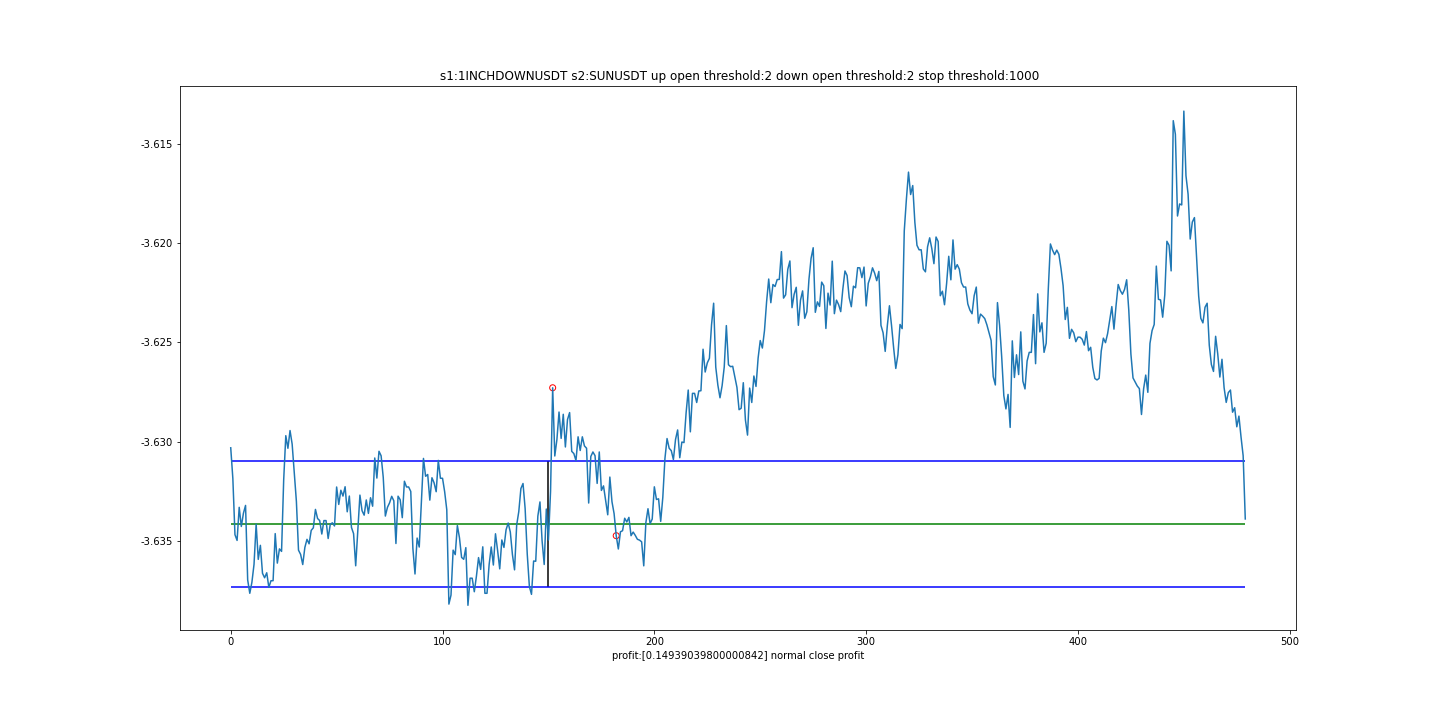 s1:1INCHDOWNUSDT s2:SUNUSDT up open threshold:2 down open threshold:2 stop threshold:1000
-3.615
-3.620
-3.625
-3.630
-3.635
0 100 200 300 400 500
profit:[0.14939039800000842] normal close profit